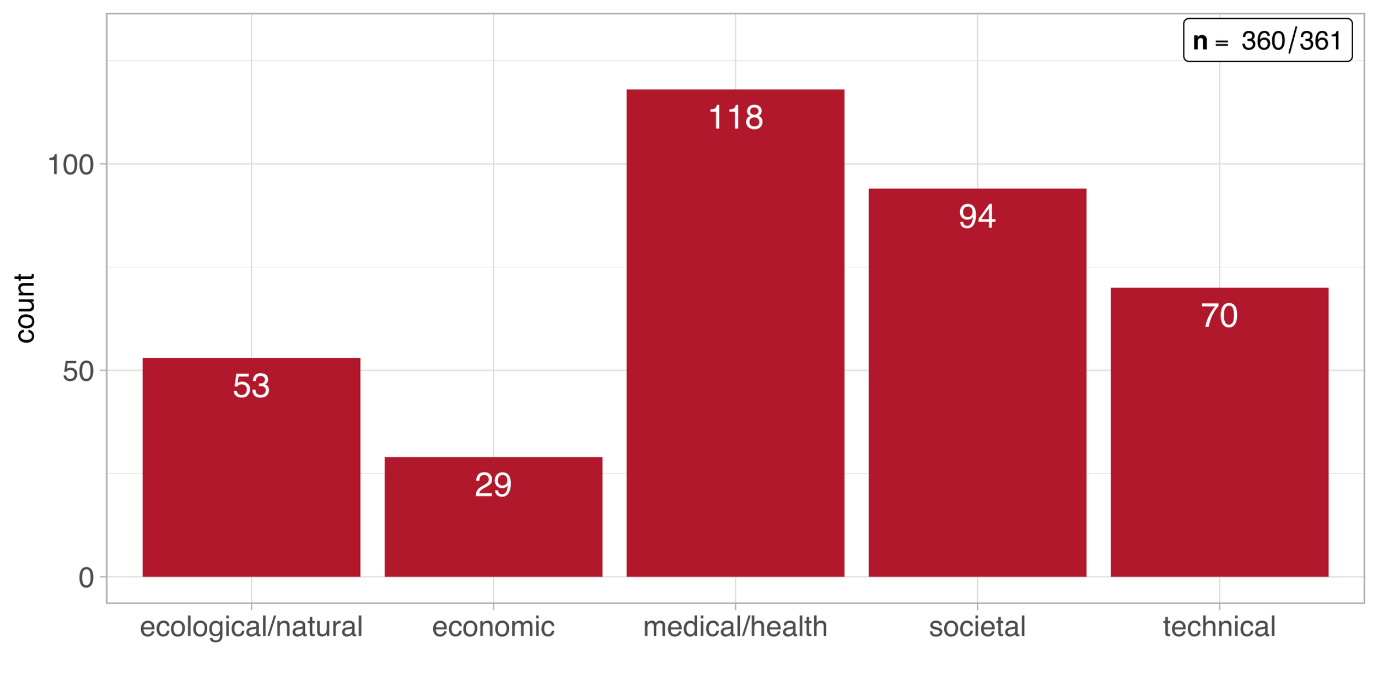 n = 360/361
118
100
94
70
count
53
50
29
0
ecological/natural economic medical/health societal technical